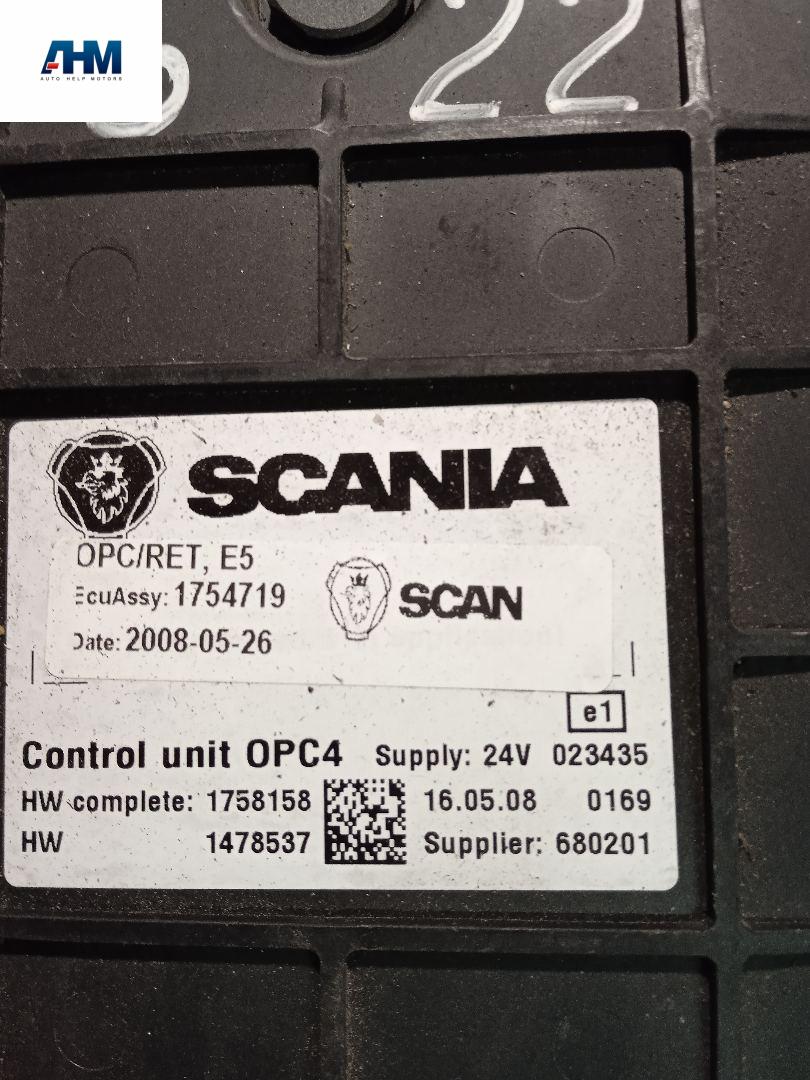 AHM
AUTO HELP MOTORS
22
SCANIA
OPC/RET, E5
EcuAssy: 1754719
SCAN
Date: 2008-05-26
e1
Control unit OPC4 Supply: 24V 023435
HW complete: 1758158 16.05.08 0169
HW 1478537 Supplier: 680201